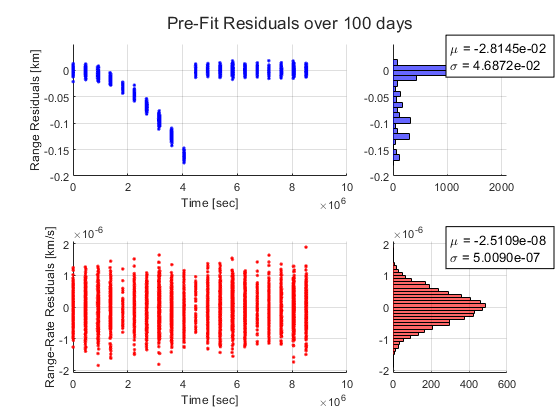 Pre-Fit Residuals over 100 days
Range Residuals [km]
0
-0.05
-0.1
-0.15
-0.2
0 2 4 6 8 10
×10⁶
Time [sec]
μ = -2.8145e-02
σ = 4.6872e-02
0
-0.05
-0.1
-0.15
-0.2
0 1000 2000
Range-Rate Residuals [km/s]
×10⁻⁶
2
1
0
-1
-2
0 2 4 6 8 10
×10⁶
Time [sec]
×10⁻⁶
μ = -2.5109e-08
σ = 5.0090e-07
2
1
0
-1
-2
0 200 400 600